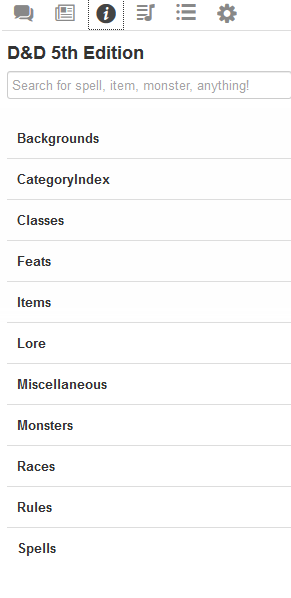 D&D 5th Edition
Search for spell, item, monster, anything!
Backgrounds
CategoryIndex
Classes
Feats
Items
Lore
Miscellaneous
Monsters
Races
Rules
Spells